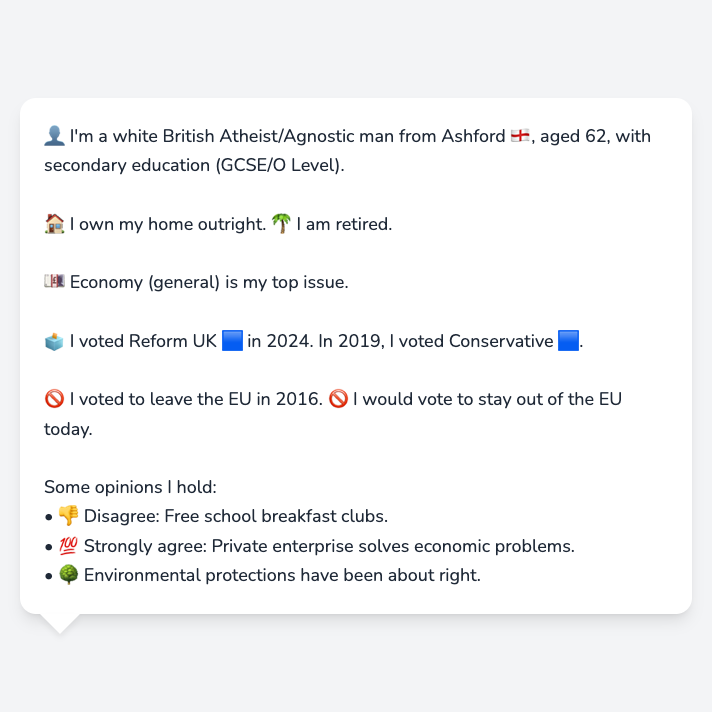 👤 I'm a white British Atheist/Agnostic man from Ashford 🏴󠁧󠁢󠁥󠁮󠁧󠁿, aged 62, with
secondary education (GCSE/O Level).
🏠 I own my home outright. 🌴 I am retired.
💷 Economy (general) is my top issue.
🗳️ I voted Reform UK 🟦 in 2024. In 2019, I voted Conservative 🟦.
🚫 I voted to leave the EU in 2016. 🚫 I would vote to stay out of the EU
today.
Some opinions I hold:
• 👎 Disagree: Free school breakfast clubs.
• 💯 Strongly agree: Private enterprise solves economic problems.
• 🌳 Environmental protections have been about right.